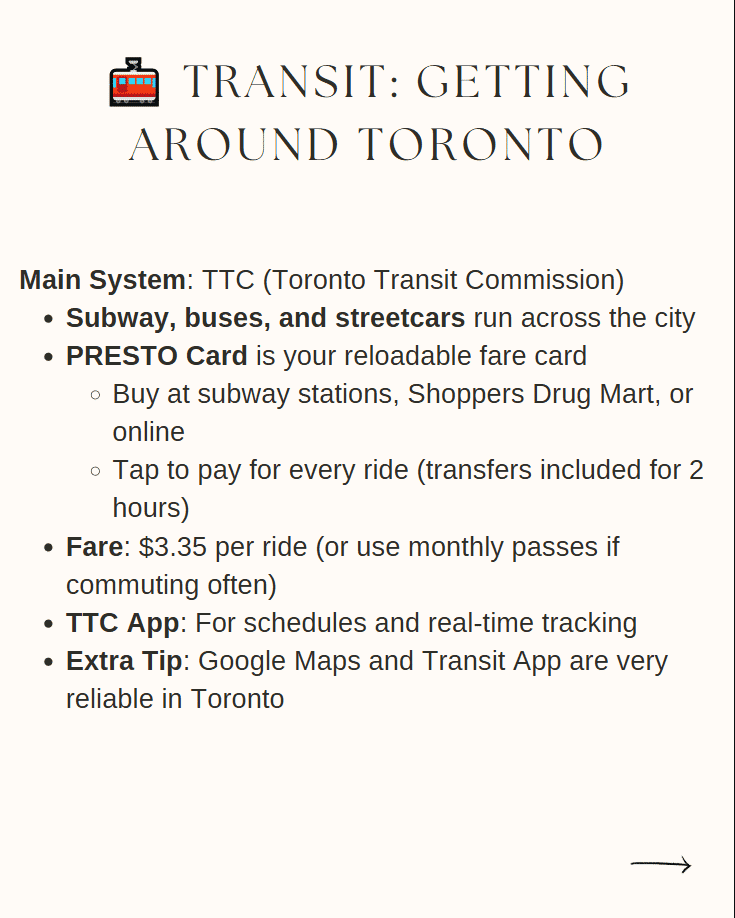 TRANSIT: GETTING
AROUND TORONTO
Main System: TTC (Toronto Transit Commission)
• Subway, buses, and streetcars run across the city
• PRESTO Card is your reloadable fare card
○ Buy at subway stations, Shoppers Drug Mart, or
online
○ Tap to pay for every ride (transfers included for 2
hours)
• Fare: $3.35 per ride (or use monthly passes if
commuting often)
• TTC App: For schedules and real-time tracking
• Extra Tip: Google Maps and Transit App are very
reliable in Toronto